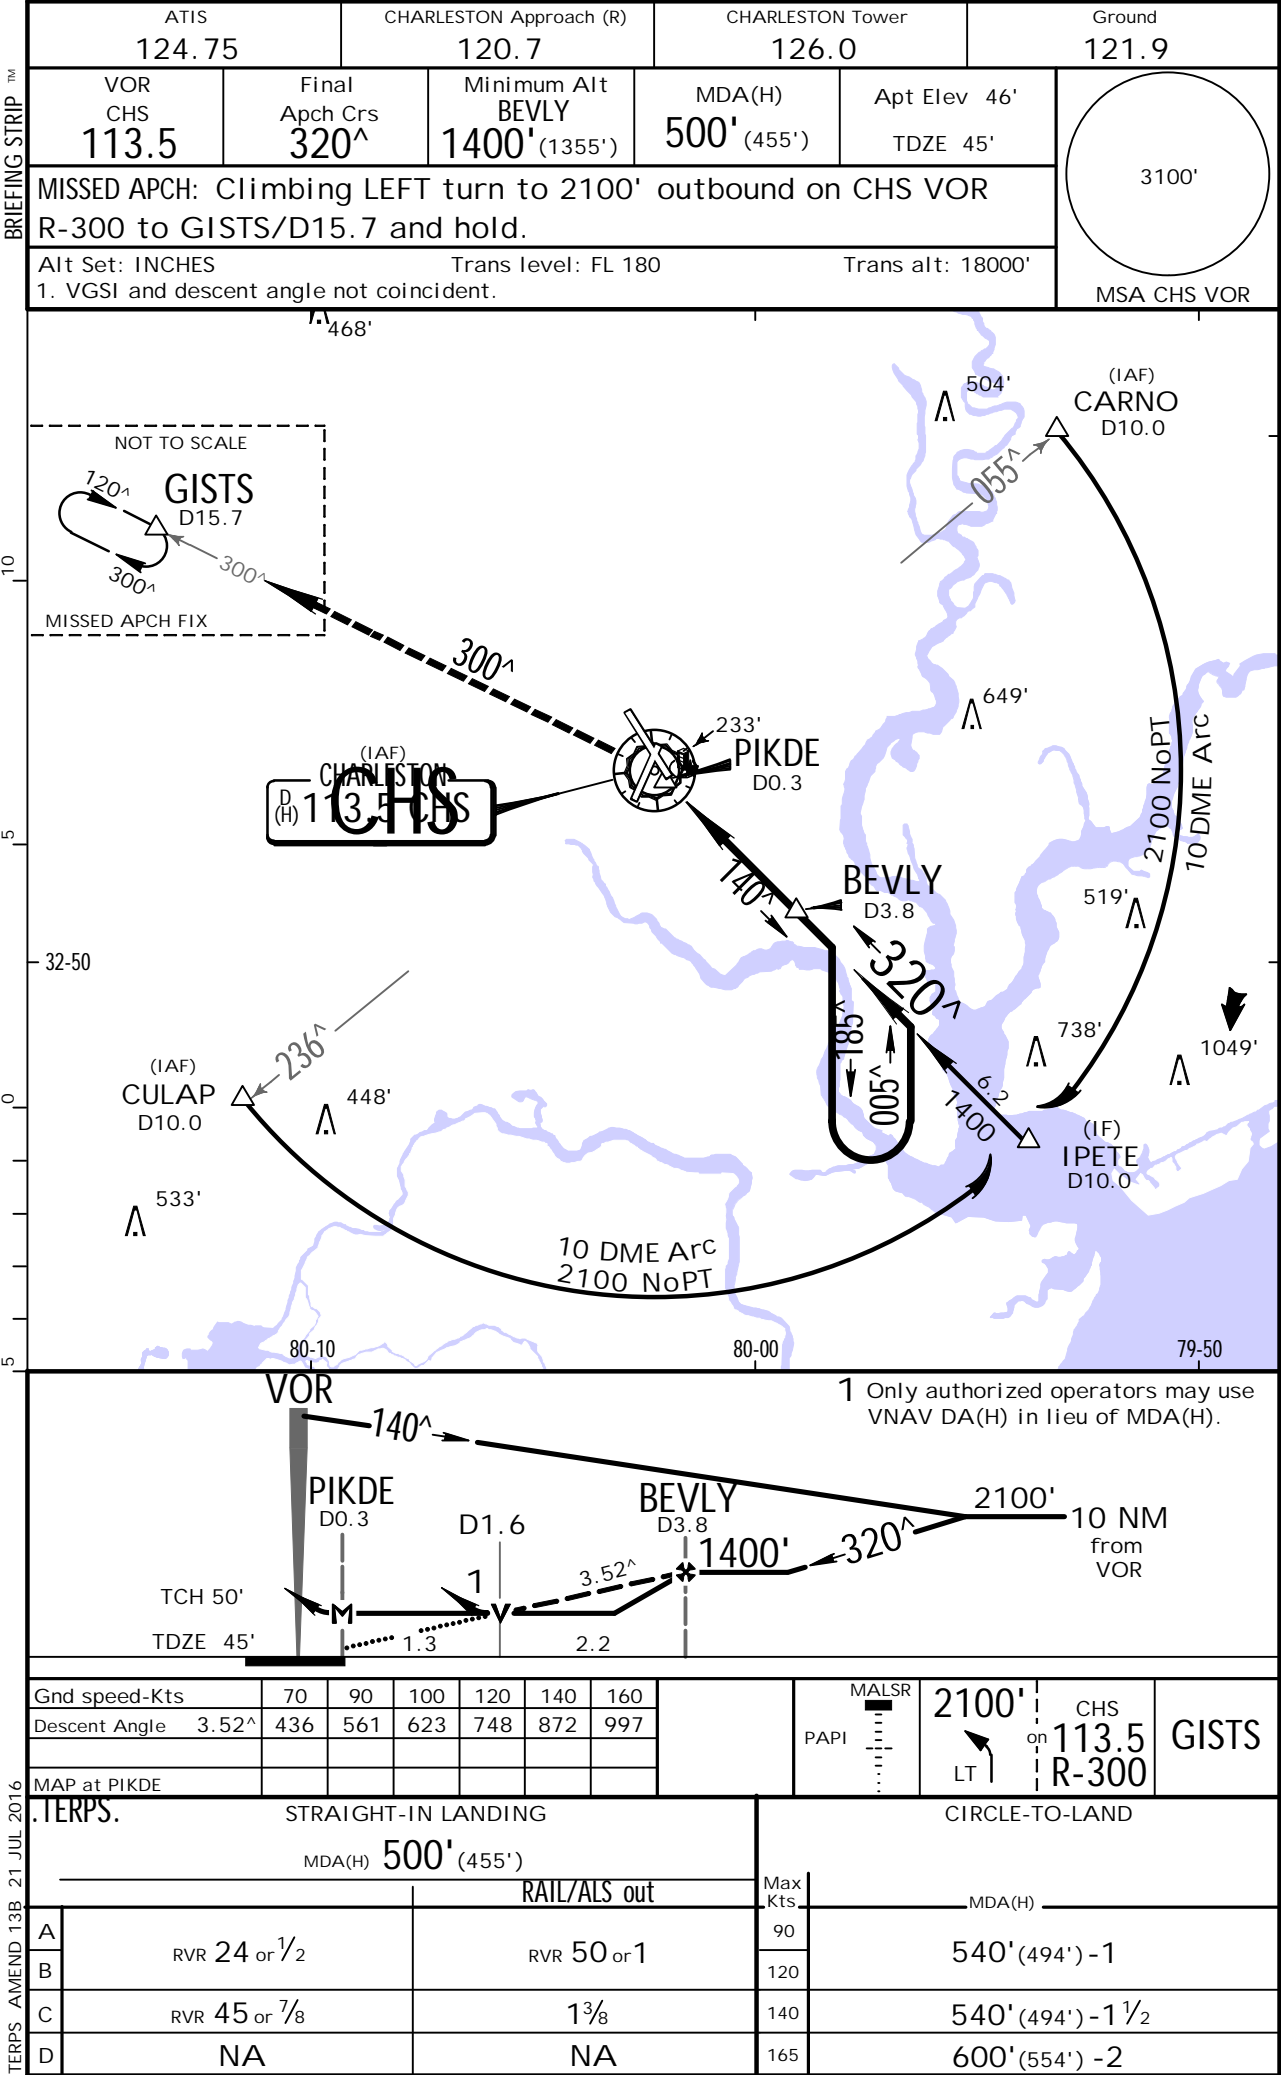 ATIS
124.75
CHARLESTON Approach (R)
120.7
CHARLESTON Tower
126.0
Ground
121.9
BRIEFING STRIP ™
VOR
CHS
113.5
Final
Apch Crs
320^
Minimum Alt
BEVLY
1400' (1355')
MDA(H)
500' (455')
Apt Elev 46'
TDZE 45'
3100'
MSA CHS VOR
MISSED APCH: Climbing LEFT turn to 2100' outbound on CHS VOR
R-300 to GISTS/D15.7 and hold.
Alt Set: INCHES Trans level: FL 180 Trans alt: 18000'
1. VGSI and descent angle not coincident.
468'
504'
(IAF)
CARNO
D10.0
055^
NOT TO SCALE
120^
GISTS
D15.7
300^
300^
MISSED APCH FIX
10
300^
649'
233'
PIKDE
D0.3
(IAF)
CHARLESTON
D
(H) 113.5 CHS
CHS
2100 NoPT
10 DME Arc
5
140^
BEVLY
D3.8
519'
32-50
320^
185^
005^
738'
1049'
236^
(IAF)
CULAP
D10.0
448'
0
6.2
1400
(IF)
IPETE
D10.0
533'
10 DME Arc
2100 NoPT
5
80-10
80-00
79-50
VOR
1 Only authorized operators may use
VNAV DA(H) in lieu of MDA(H).
140^
PIKDE
D0.3
D1.6
BEVLY
D3.8
1400'
320^
2100'
10 NM
from
VOR
1
3.52^
TCH 50'
M
V
TDZE 45'
1.3
2.2
Gnd speed-Kts 70 90 100 120 140 160
Descent Angle 3.52^ 436 561 623 748 872 997
MAP at PIKDE
MALSR
PAPI
2100'
LT
on
CHS
113.5
R-300
GISTS
TERPS AMEND 13B 21 JUL 2016
.TERPS.
STRAIGHT-IN LANDING
CIRCLE-TO-LAND
MDA(H) 500' (455')
RAIL/ALS out
Max
Kts
MDA(H)
A
B
RVR 24 or 1/2
RVR 50 or 1
90
120
540' (494') - 1
C
RVR 45 or 7/8
1 3/8
140
540' (494') - 1 1/2
D
NA
NA
165
600' (554') - 2